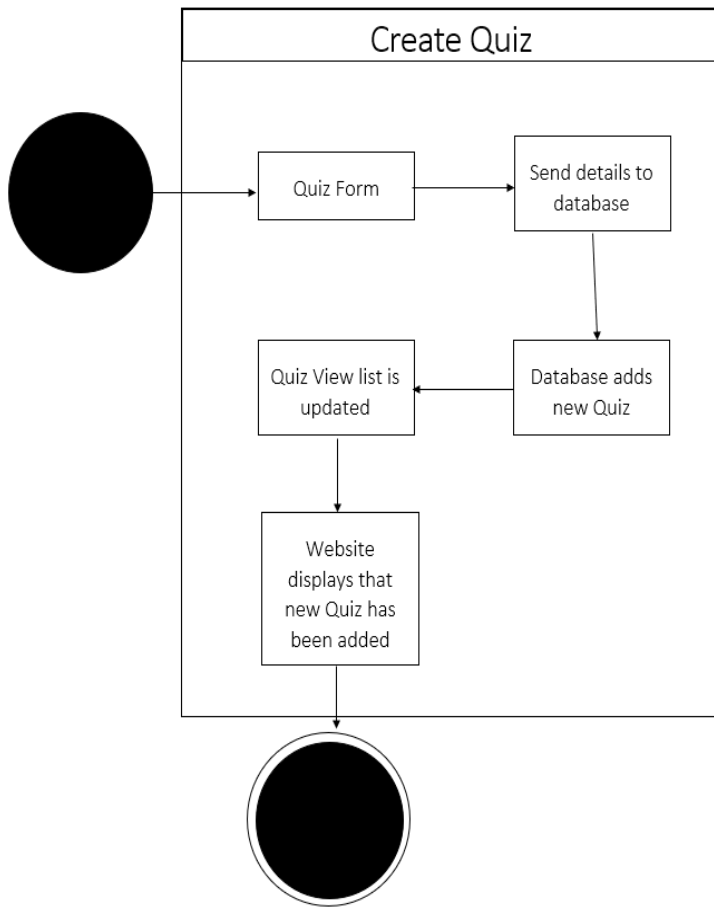 Create Quiz
Quiz Form
Send details to
database
Quiz View list is
updated
Database adds
new Quiz
Website
displays that
new Quiz has
been added